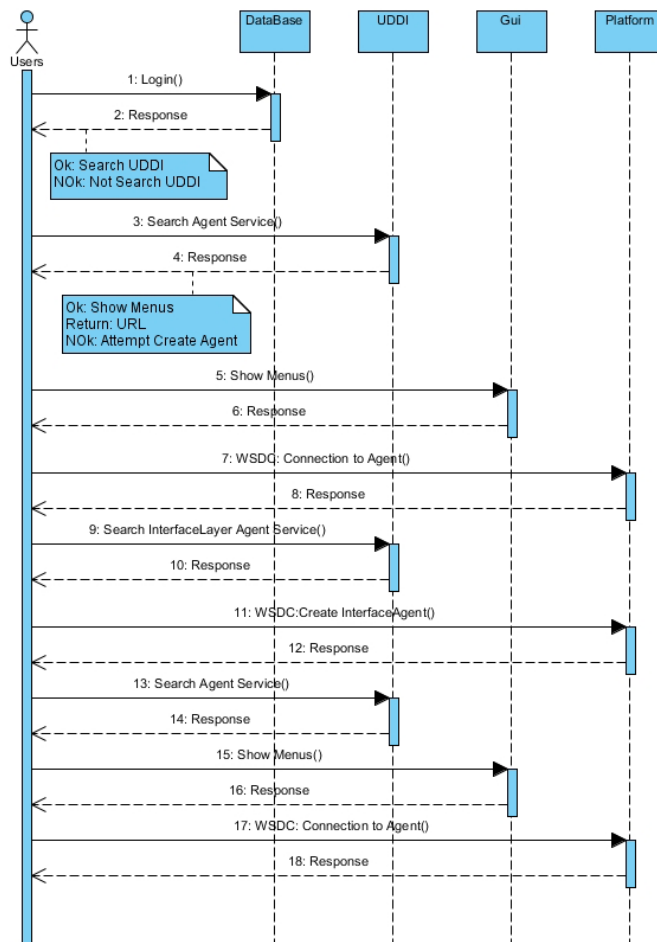 DataBase
UDDI
Gui
Platform
Users
1: Login()
2: Response
Ok: Search UDDI
NOk: Not Search UDDI
3: Search Agent Service()
4: Response
Ok: Show Menus
Return: URL
NOk: Attempt Create Agent
5: Show Menus()
6: Response
7: WSDC: Connection to Agent()
8: Response
9: Search InterfaceLayer Agent Service()
10: Response
11: WSDC:Create InterfaceAgent()
12: Response
13: Search Agent Service()
14: Response
15: Show Menus()
16: Response
17: WSDC: Connection to Agent()
18: Response